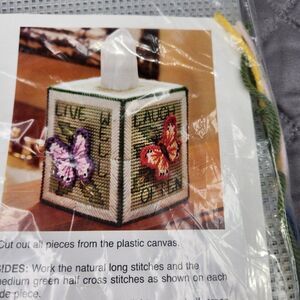 LIVE
WELL
LAUGH
OFTEN
Cut out all pieces from the plastic canvas.
SIDES: Work the natural long stitches and the
medium green half cross stitches as shown on each
de piece.